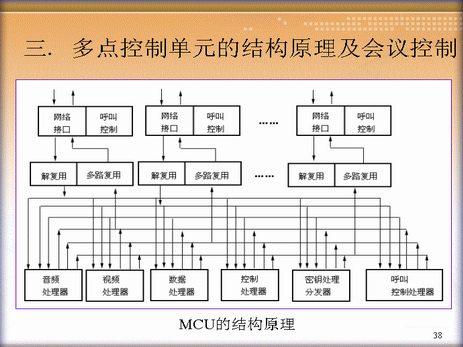 三. 多点控制单元的结构原理及会议控制
网络 呼叫 网络 呼叫 网络 呼叫
接口 控制 接口 控制 …… 接口 控制
解复用 多路复用 解复用 多路复用 …… 解复用 多路复用
音频 视频 数据 控制 密钥处理 呼叫
处理器 处理器 处理器 处理器 分发器 控制处理器
MCU的结构原理
38